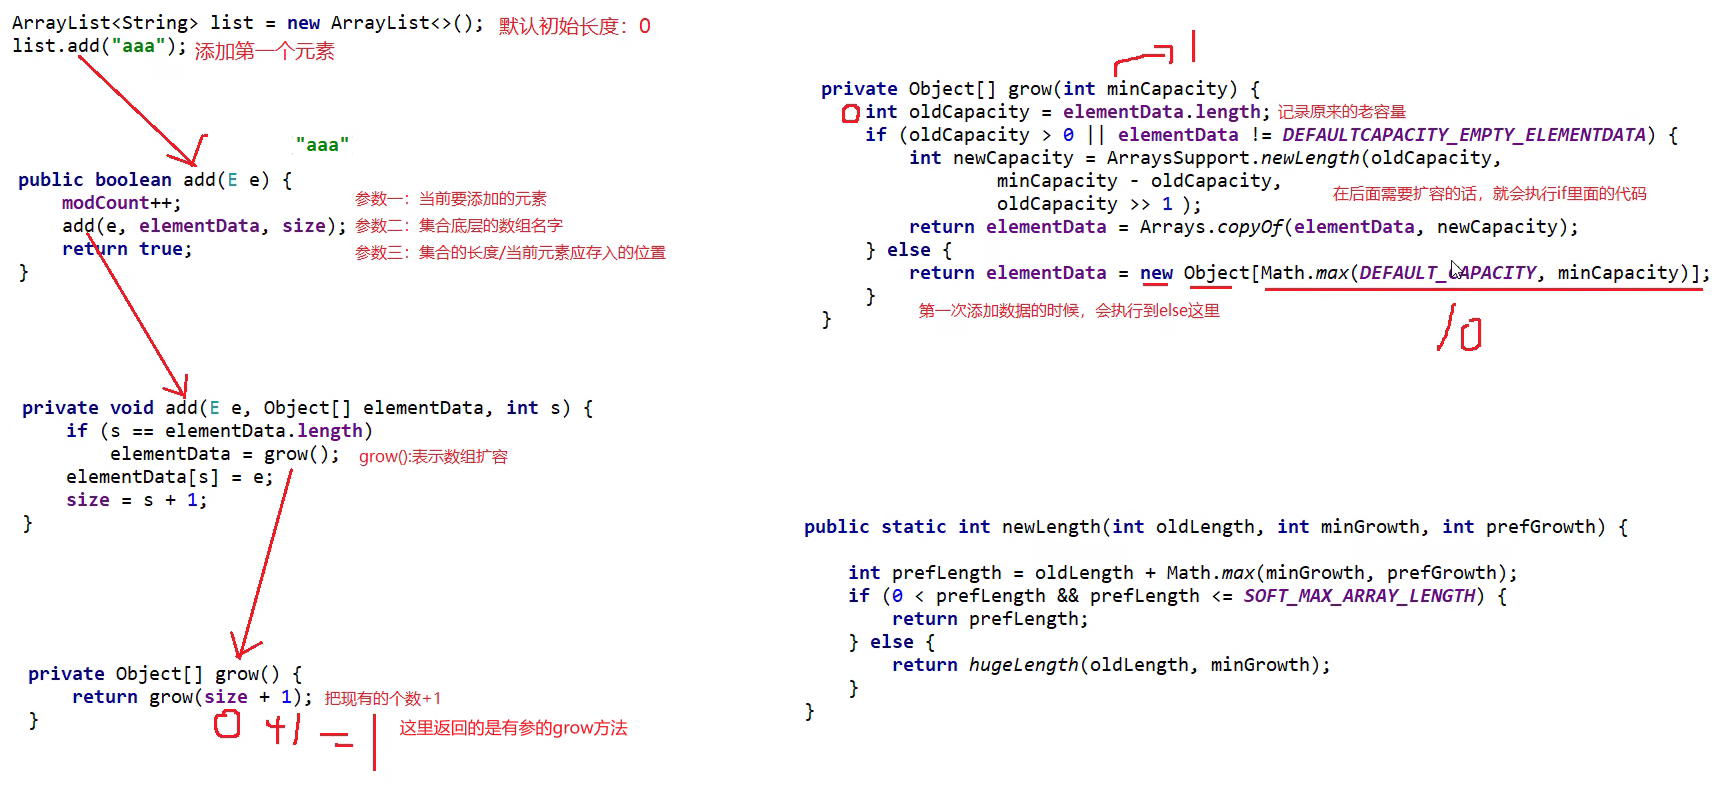 ArrayList<String> list = new ArrayList<>(); 默认初始长度：0
list.add("aaa"); 添加第一个元素
"aaa"
public boolean add(E e) {
    modCount++; 参数一：当前要添加的元素
    add(e, elementData, size); 参数二：集合底层的数组名字
    return true; 参数三：集合的长度/当前元素应存入的位置
}
private void add(E e, Object[] elementData, int s) {
    if (s == elementData.length)
        elementData = grow(); grow():表示数组扩容
    elementData[s] = e;
    size = s + 1;
}
private Object[] grow() {
    return grow(size + 1); 把现有的个数+1
}
0 +1 = 1
这里返回的是有参的grow方法
1
private Object[] grow(int minCapacity) {
0
    int oldCapacity = elementData.length; 记录原来的老容量
    if (oldCapacity > 0 || elementData != DEFAULTCAPACITY_EMPTY_ELEMENTDATA) {
        int newCapacity = ArraysSupport.newLength(oldCapacity,
                minCapacity - oldCapacity, 在后面需要扩容的话，就会执行if里面的代码
                oldCapacity >> 1 );
        return elementData = Arrays.copyOf(elementData, newCapacity);
    } else {
        return elementData = new Object[Math.max(DEFAULT_CAPACITY, minCapacity)];
    }
第一次添加数据的时候，会执行到else这里
}
10
public static int newLength(int oldLength, int minGrowth, int prefGrowth) {
    int prefLength = oldLength + Math.max(minGrowth, prefGrowth);
    if (0 < prefLength && prefLength <= SOFT_MAX_ARRAY_LENGTH) {
        return prefLength;
    } else {
        return hugeLength(oldLength, minGrowth);
    }
}